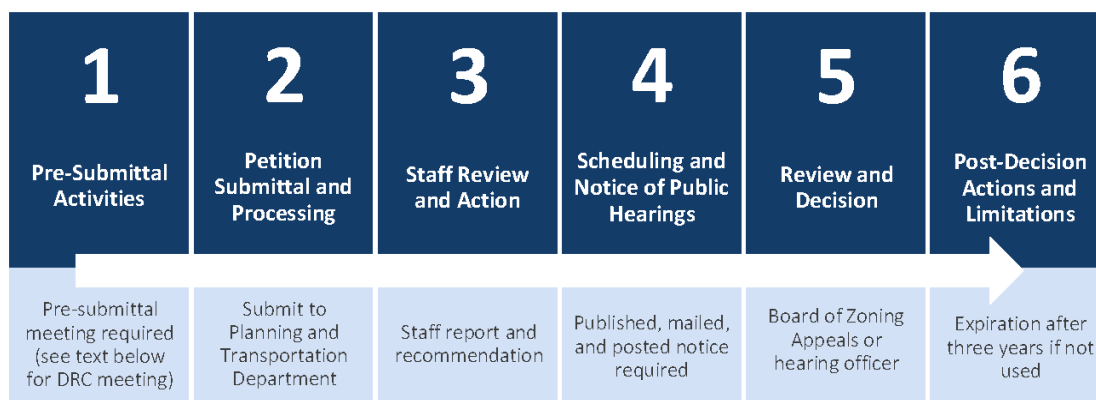 1
Pre-Submittal
Activities
Pre-submittal
meeting required
(see text below
for DRC meeting)
2
Petition
Submittal and
Processing
Submit to
Planning and
Transportation
Department
3
Staff Review
and Action
Staff report and
recommendation
4
Scheduling and
Notice of Public
Hearings
Published, mailed,
and posted notice
required
5
Review and
Decision
Board of Zoning
Appeals or
hearing officer
6
Post-Decision
Actions and
Limitations
Expiration after
three years if not
used